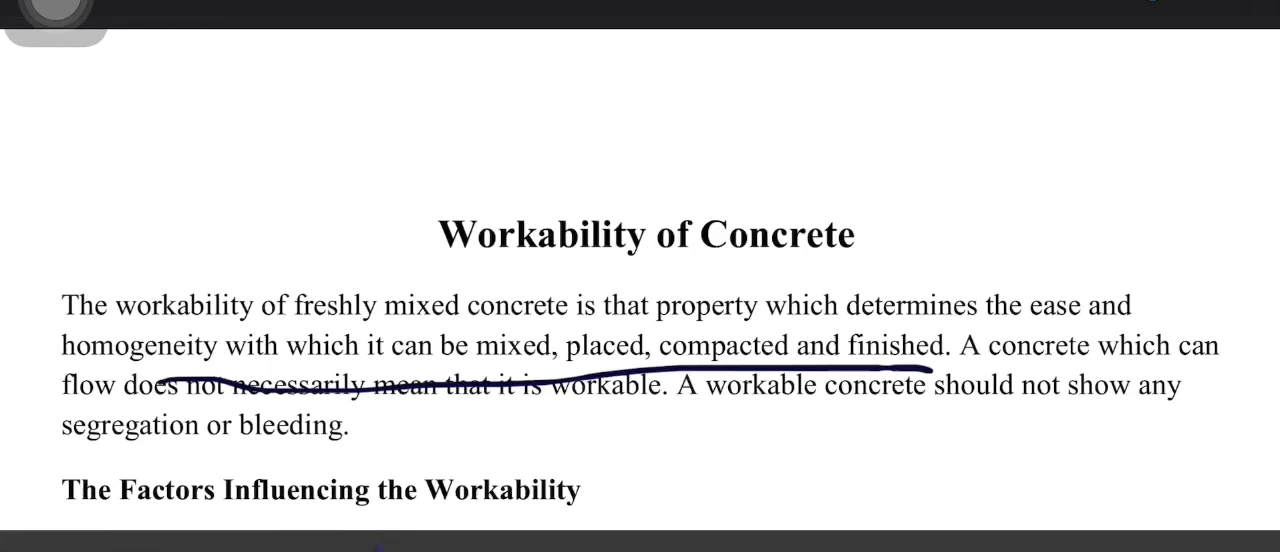 Workability of Concrete
The workability of freshly mixed concrete is that property which determines the ease and
homogeneity with which it can be mixed, placed, compacted and finished. A concrete which can
flow does not necessarily mean that it is workable. A workable concrete should not show any
segregation or bleeding.
The Factors Influencing the Workability